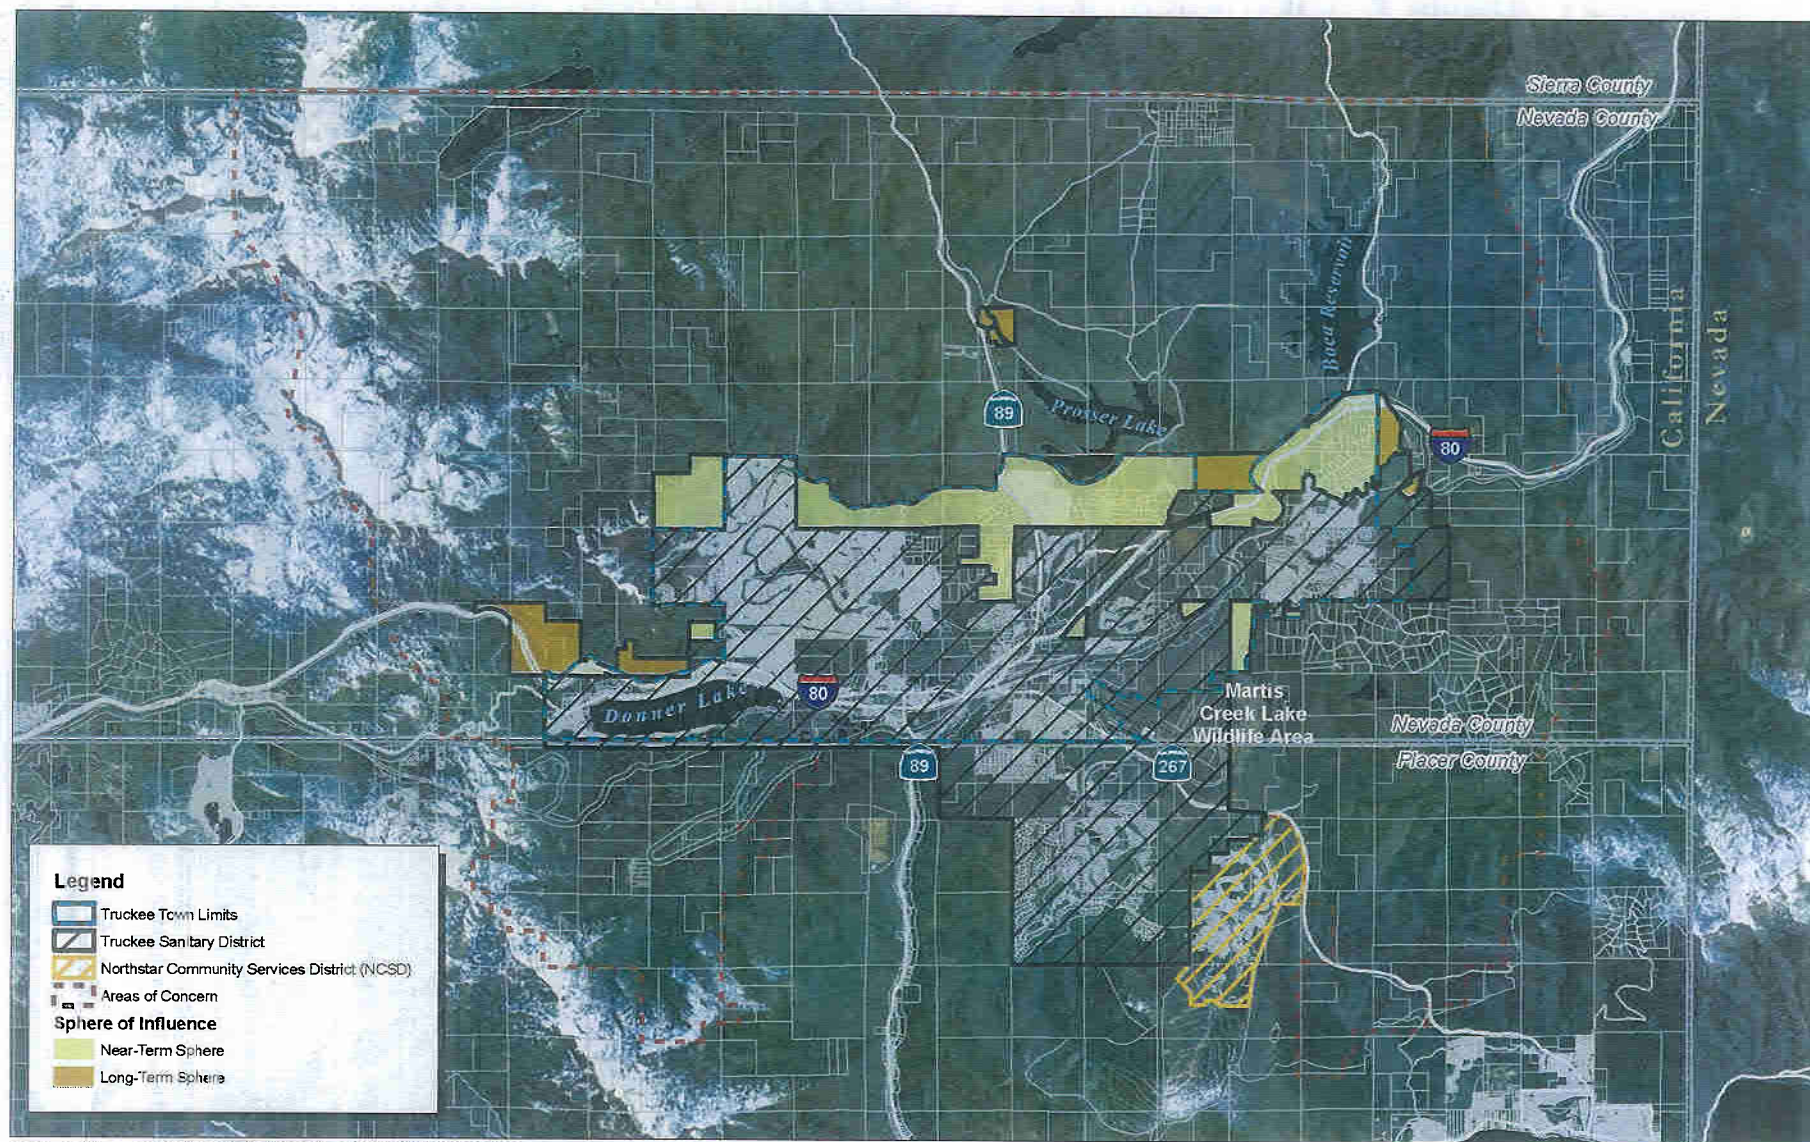 Sierra County
Nevada County
Boca Reservoir
California
Nevada
89
Prosser Lake
80
Donner Lake
80
Martis
Creek Lake
Wildlife Area
Nevada County
Placer County
89
267
Legend
Truckee Town Limits
Truckee Sanitary District
Northstar Community Services District (NCSD)
Areas of Concern
Sphere of Influence
Near-Term Sphere
Long-Term Sphere